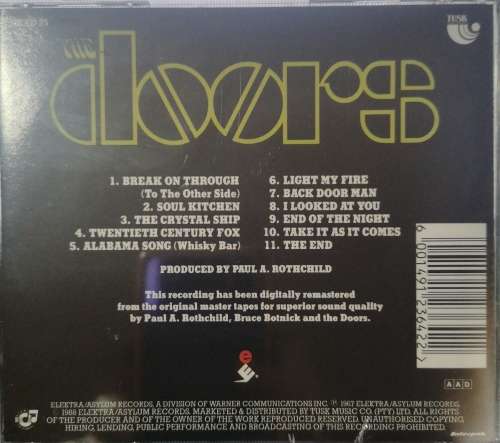 TUSK
THE
doors
1. BREAK ON THROUGH
(To The Other Side)
2. SOUL KITCHEN
3. THE CRYSTAL SHIP
4. TWENTIETH CENTURY FOX
5. ALABAMA SONG (Whisky Bar)
6. LIGHT MY FIRE
7. BACK DOOR MAN
8. I LOOKED AT YOU
9. END OF THE NIGHT
10. TAKE IT AS IT COMES
11. THE END
PRODUCED BY PAUL A. ROTHCHILD
This recording has been digitally remastered
from the original master tapes for superior sound quality
by Paul A. Rothchild, Bruce Botnick and the Doors.
6 001491 236422
e
AAD
ELEKTRA/ASYLUM RECORDS, A DIVISION OF WARNER COMMUNICATIONS INC. ℗ 1967 ELEKTRA/ASYLUM RECORDS.
© 1988 ELEKTRA/ASYLUM RECORDS. MARKETED & DISTRIBUTED BY TUSK MUSIC CO. (PTY) LTD. ALL RIGHTS
OF THE PRODUCER AND OF THE OWNER OF THE WORK REPRODUCED RESERVED. UNAUTHORISED COPYING,
HIRING, LENDING, PUBLIC PERFORMANCE AND BROADCASTING OF THIS RECORDING PROHIBITED.